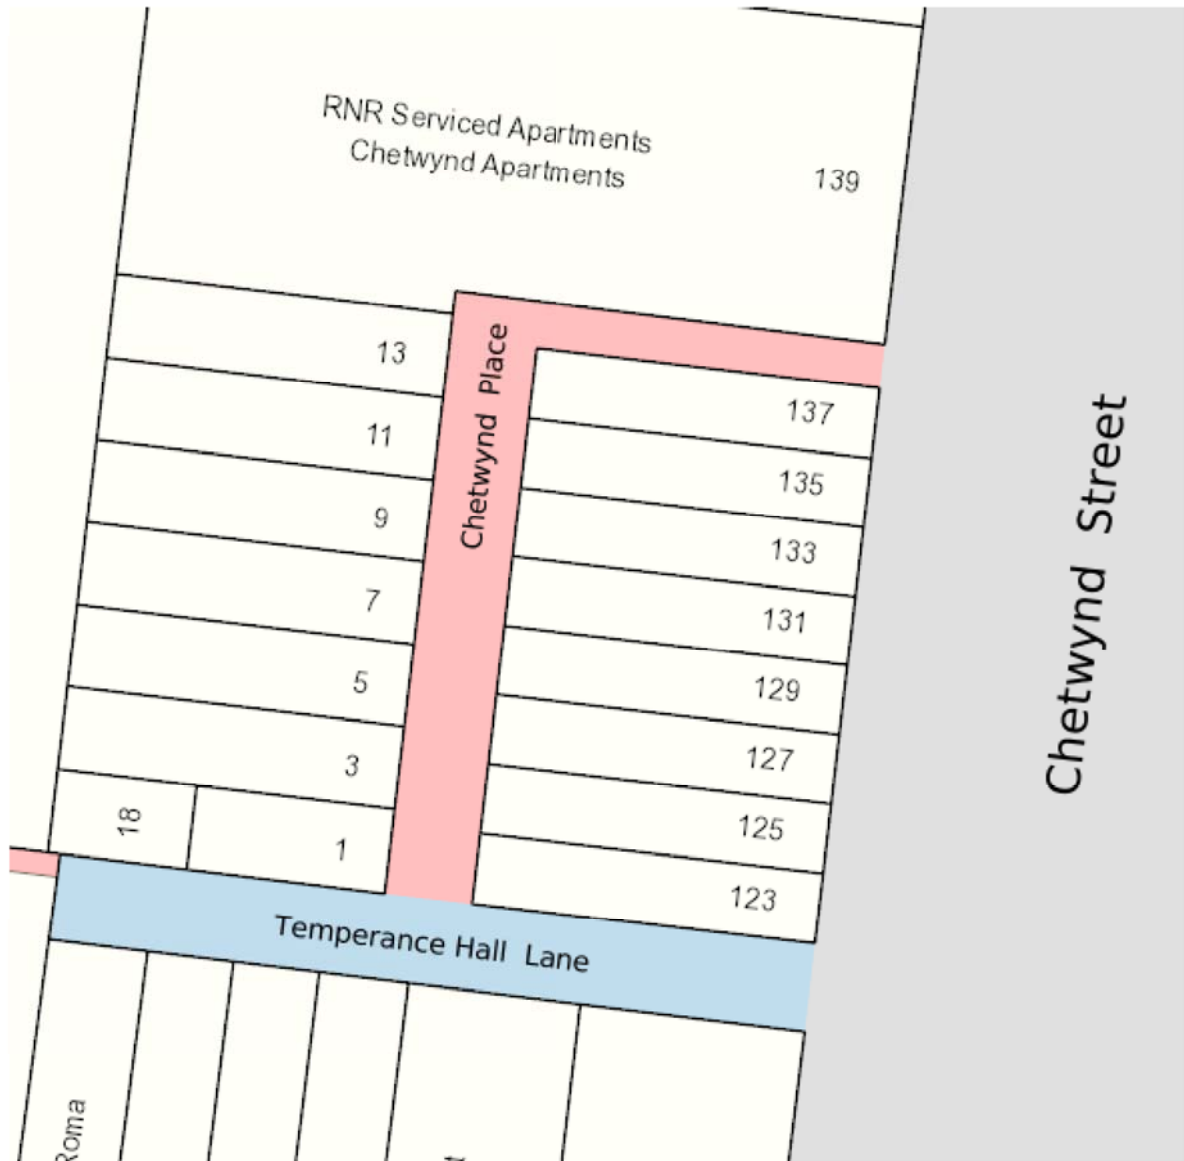 RNR Serviced Apartments
Chetwynd Apartments
139
13
Chetwynd Place
137
11
135
9
133
7
131
5
129
3
127
18
1
125
123
Temperance Hall Lane
Chetwynd Street
Roma